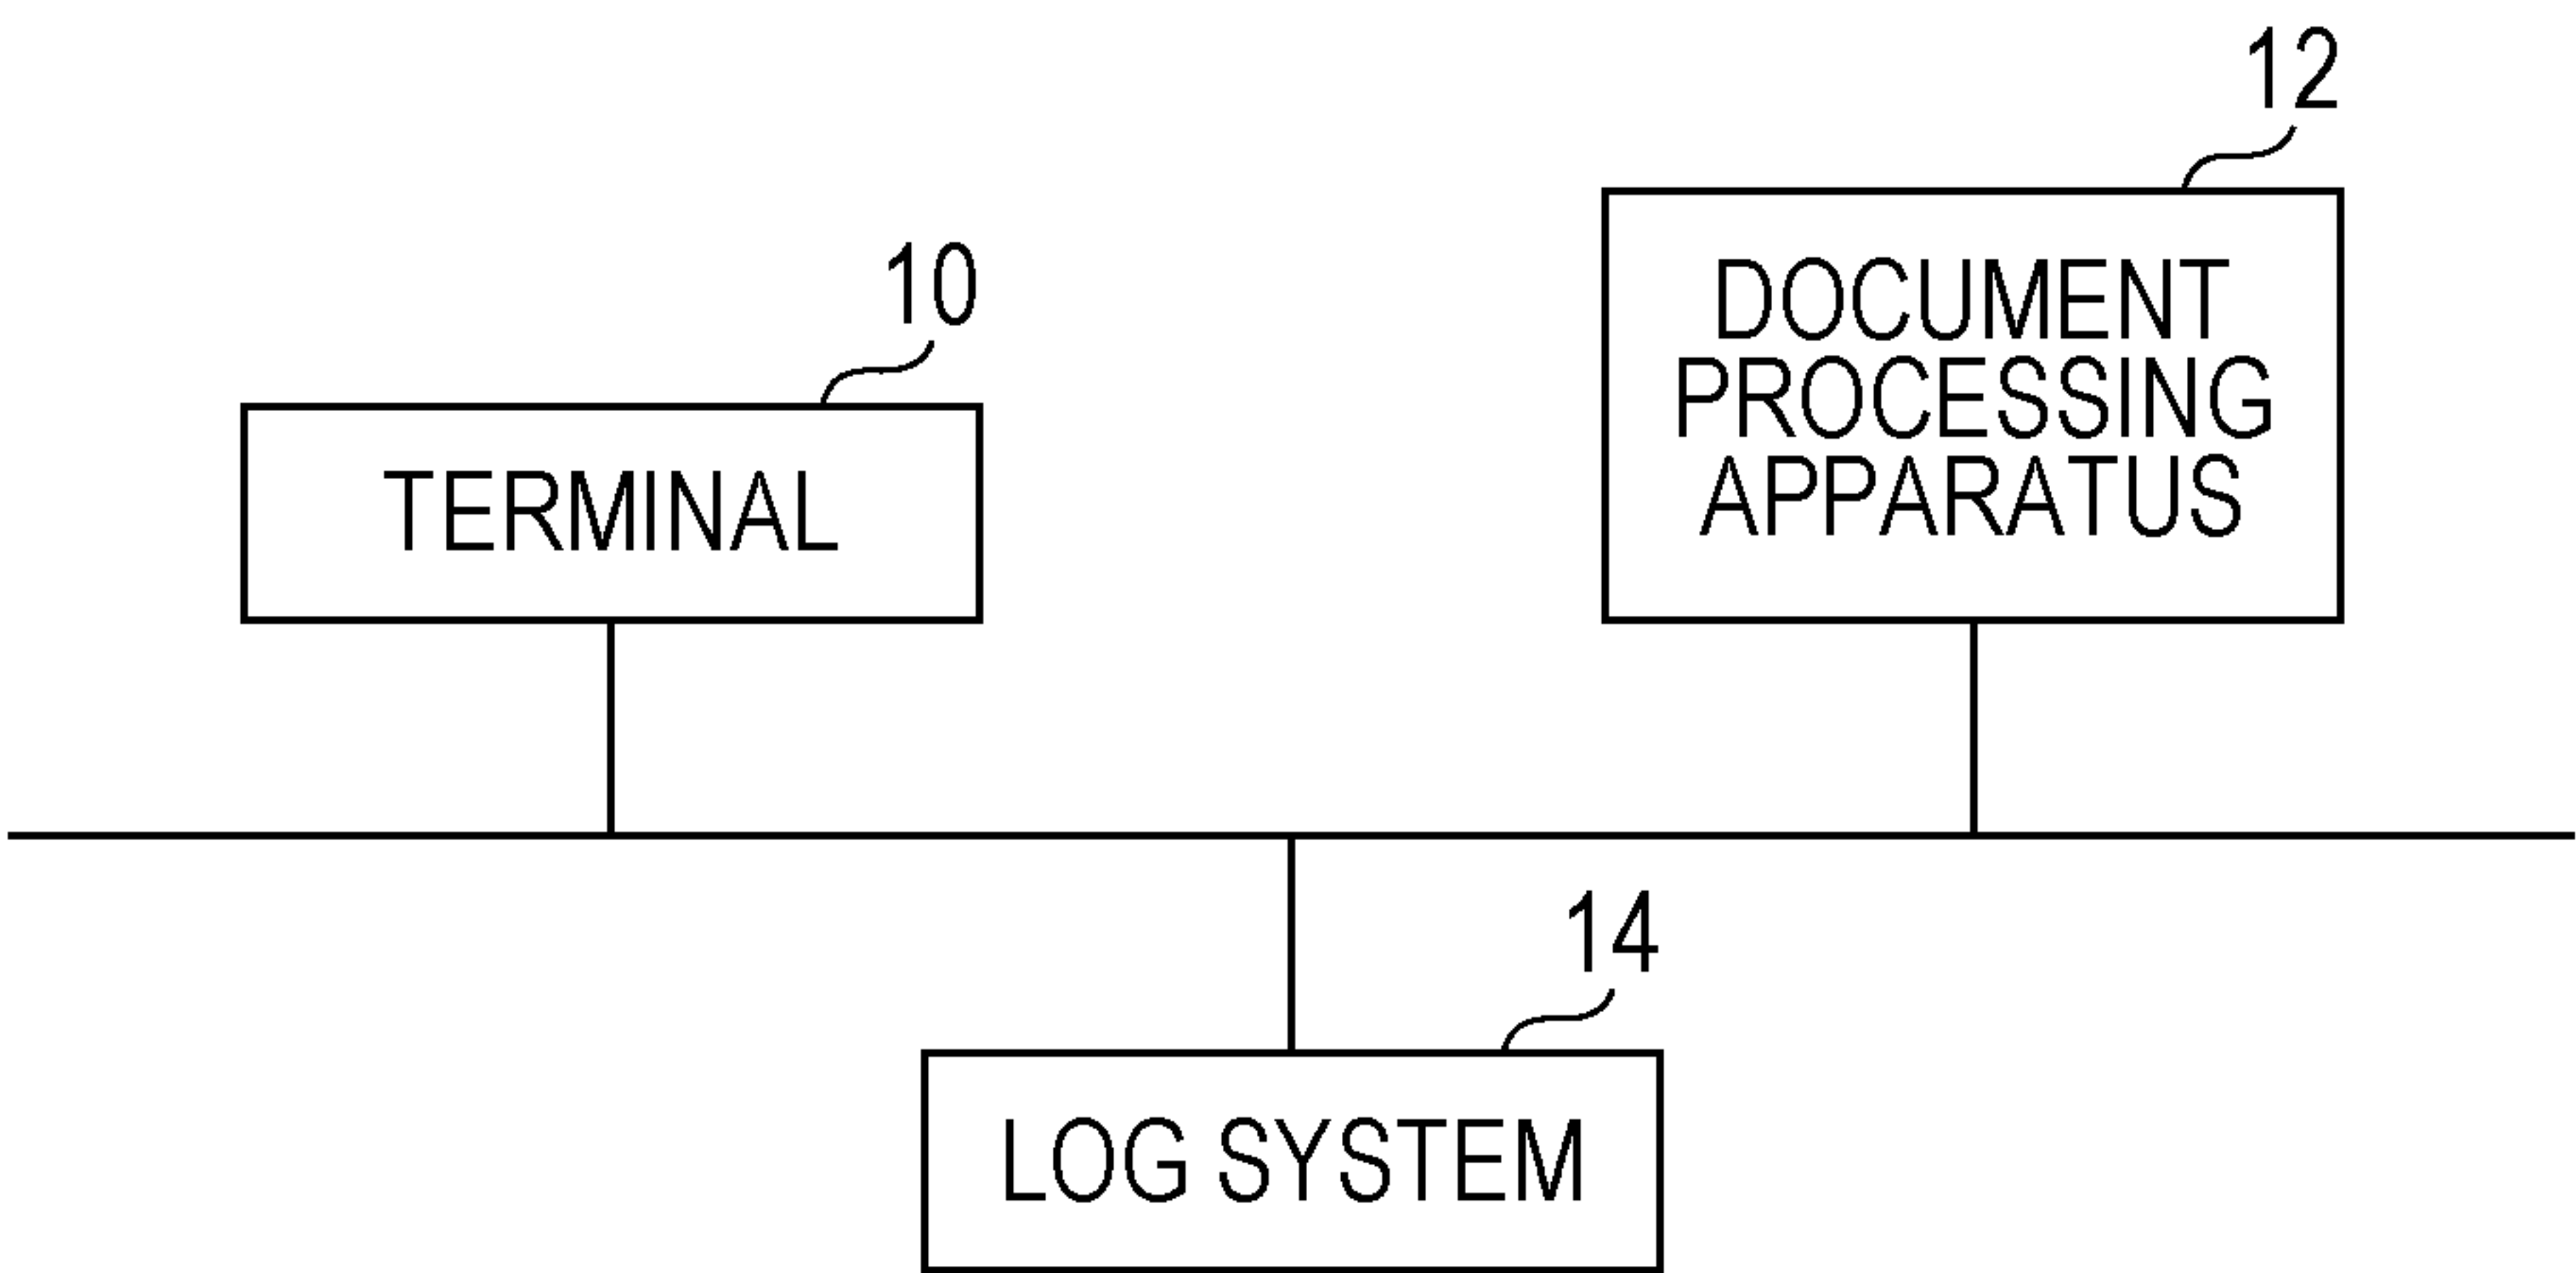 12
10
DOCUMENT
PROCESSING
APPARATUS
TERMINAL
14
LOG SYSTEM